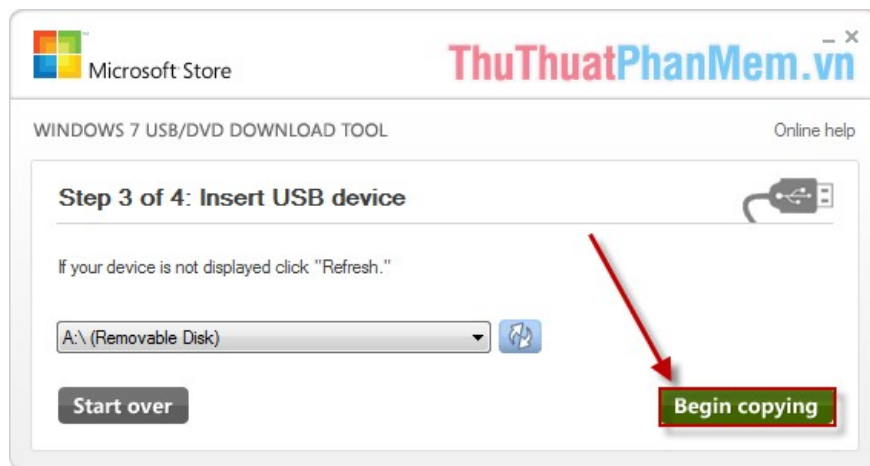 Microsoft Store
ThuThuatPhanMem.vn
WINDOWS 7 USB/DVD DOWNLOAD TOOL
Online help
Step 3 of 4: Insert USB device
If your device is not displayed click "Refresh."
A:\ (Removable Disk)
Start over
Begin copying